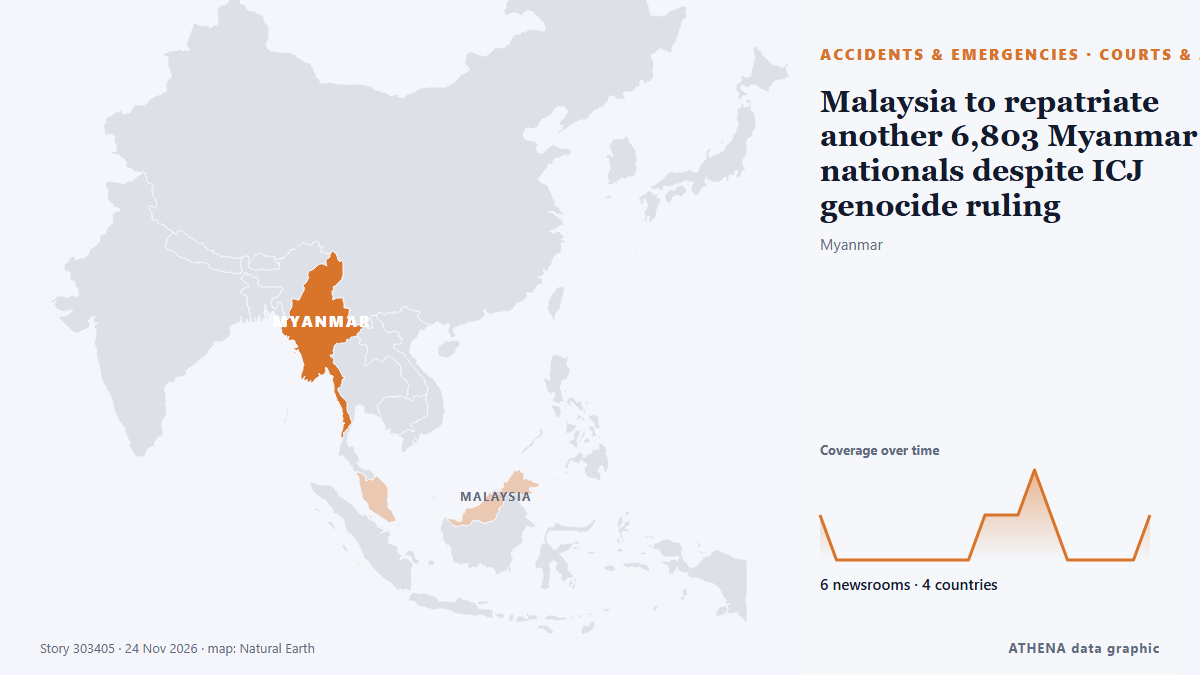 ACCIDENTS & EMERGENCIES · COURTS &
Malaysia to repatriate
another 6,803 Myanmar
nationals despite ICJ
genocide ruling
Myanmar
MYANMAR
MALAYSIA
Coverage over time
6 newsrooms · 4 countries
Story 303405 · 24 Nov 2026 · map: Natural Earth
ATHENA data graphic